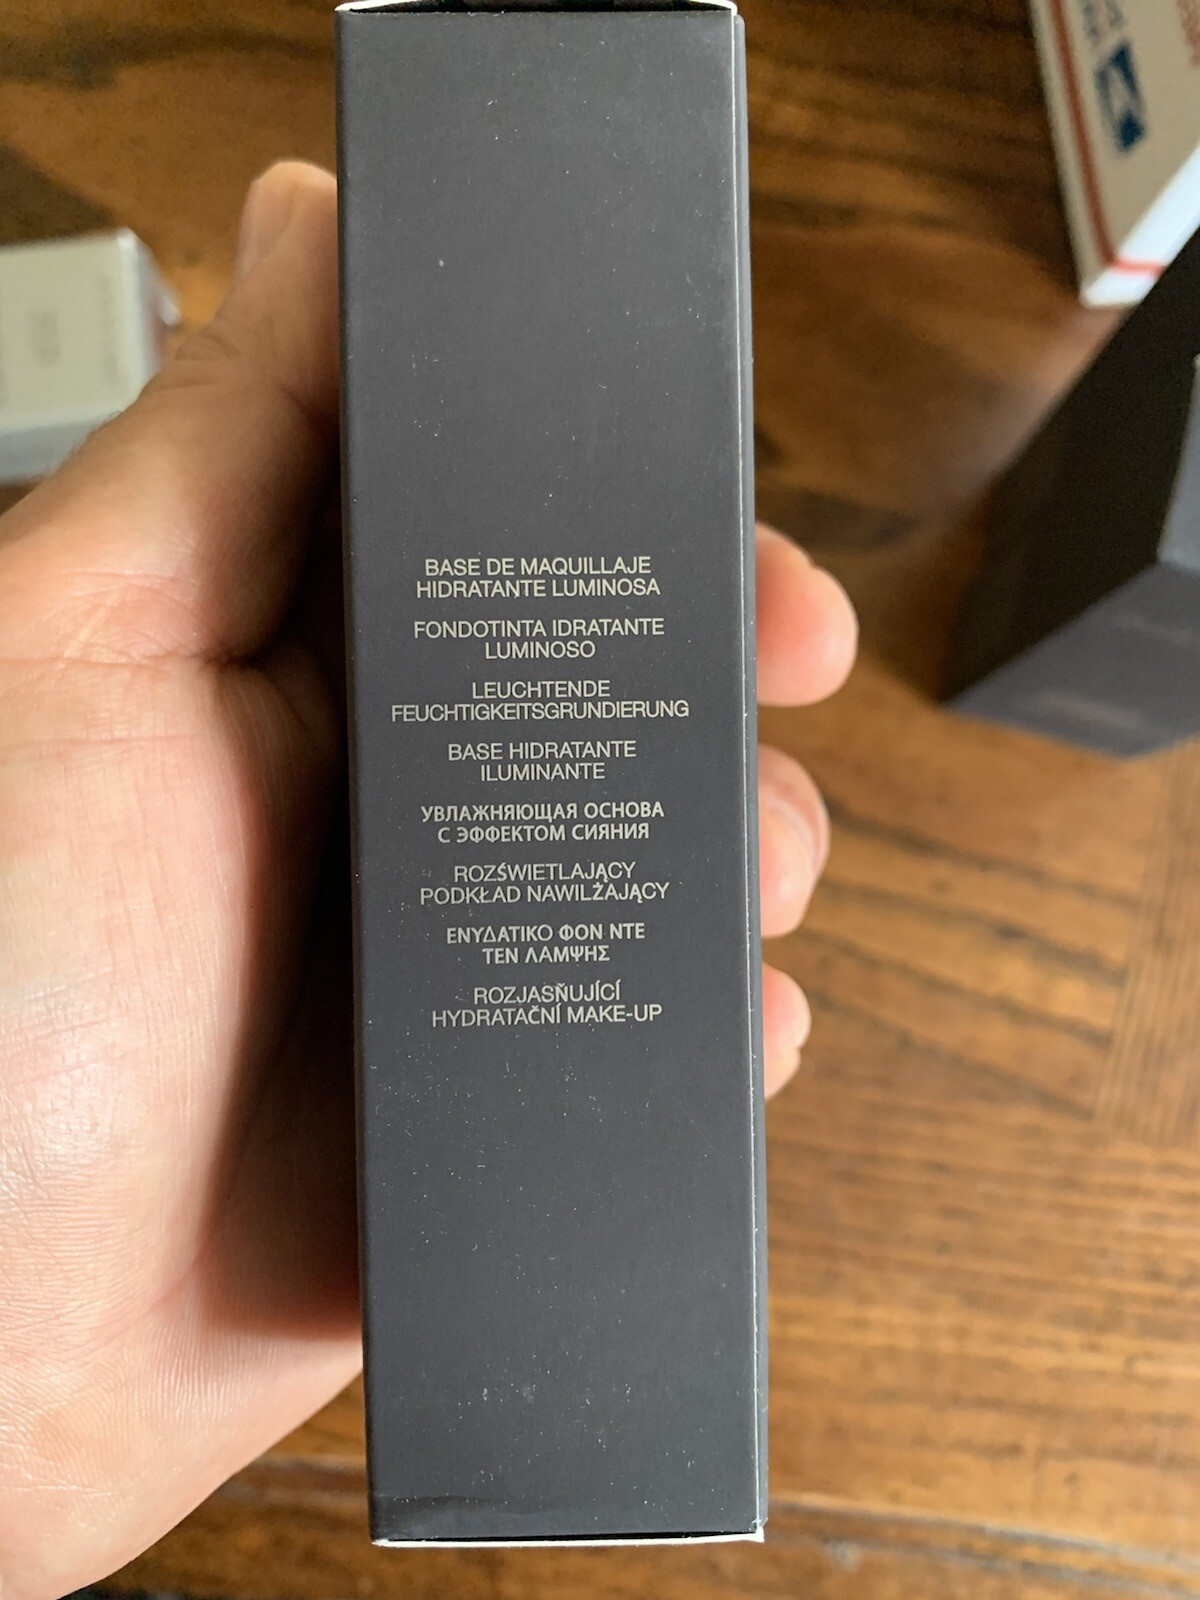 BASE DE MAQUILLAJE
HIDRATANTE LUMINOSA
FONDOTINTA IDRATANTE
LUMINOSO
LEUCHTENDE
FEUCHTIGKEITSGRUNDIERUNG
BASE HIDRATANTE
ILUMINANTE
УВЛАЖНЯЮЩАЯ ОСНОВА
С ЭФФЕКТОМ СИЯНИЯ
ROZŚWIETLAJĄCY
PODKŁAD NAWILŻAJĄCY
ΕΝΥΔΑΤΙΚΟ ΦΟΝ ΝΤΕ
ΤΕΝ ΛΑΜΨΗΣ
ROZJASŇUJÍCÍ
HYDRATAČNÍ MAKE-UP